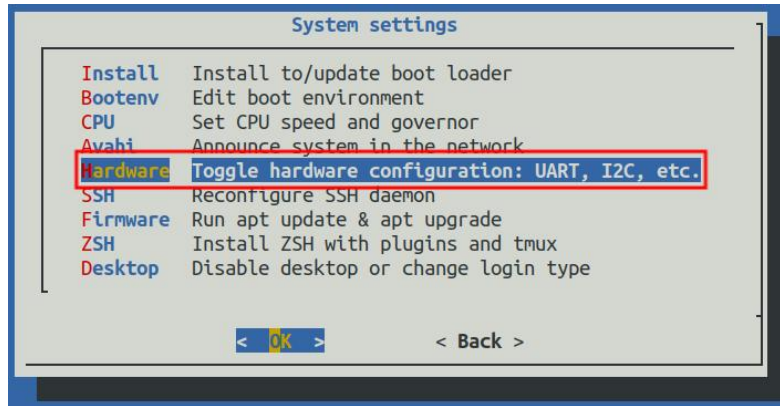 System settings
Install Install to/update boot loader
Bootenv Edit boot environment
CPU Set CPU speed and governor
Avahi Announce system in the network
Hardware Toggle hardware configuration: UART, I2C, etc.
SSH Reconfigure SSH daemon
Firmware Run apt update & apt upgrade
ZSH Install ZSH with plugins and tmux
Desktop Disable desktop or change login type
< OK > < Back >